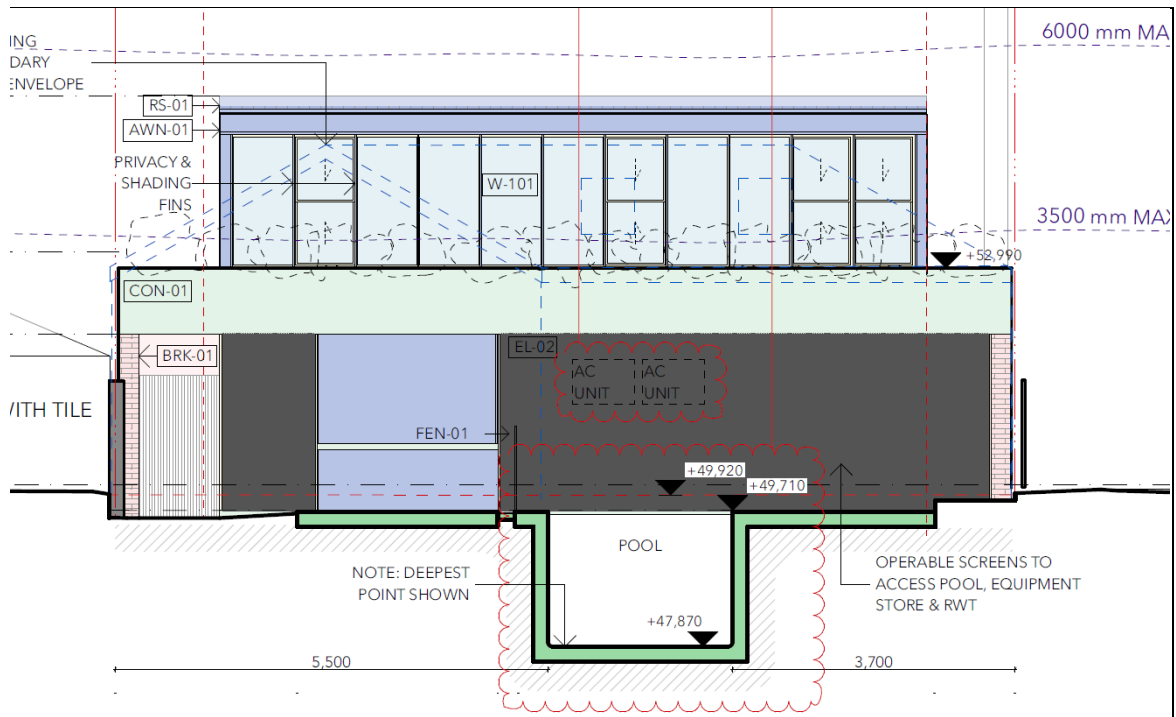 6000 mm MA
ING
DARY
ENVELOPE
RS-01
AWN-01
PRIVACY &
SHADING
FINS
W-101
3500 mm MAX
+52,990
CON-01
EL-02
BRK-01
AC
UNIT
AC
UNIT
WITH TILE
FEN-01
+49,920
+49,710
POOL
NOTE: DEEPEST
POINT SHOWN
OPERABLE SCREENS TO
ACCESS POOL, EQUIPMENT
STORE & RWT
+47,870
5,500
3,700